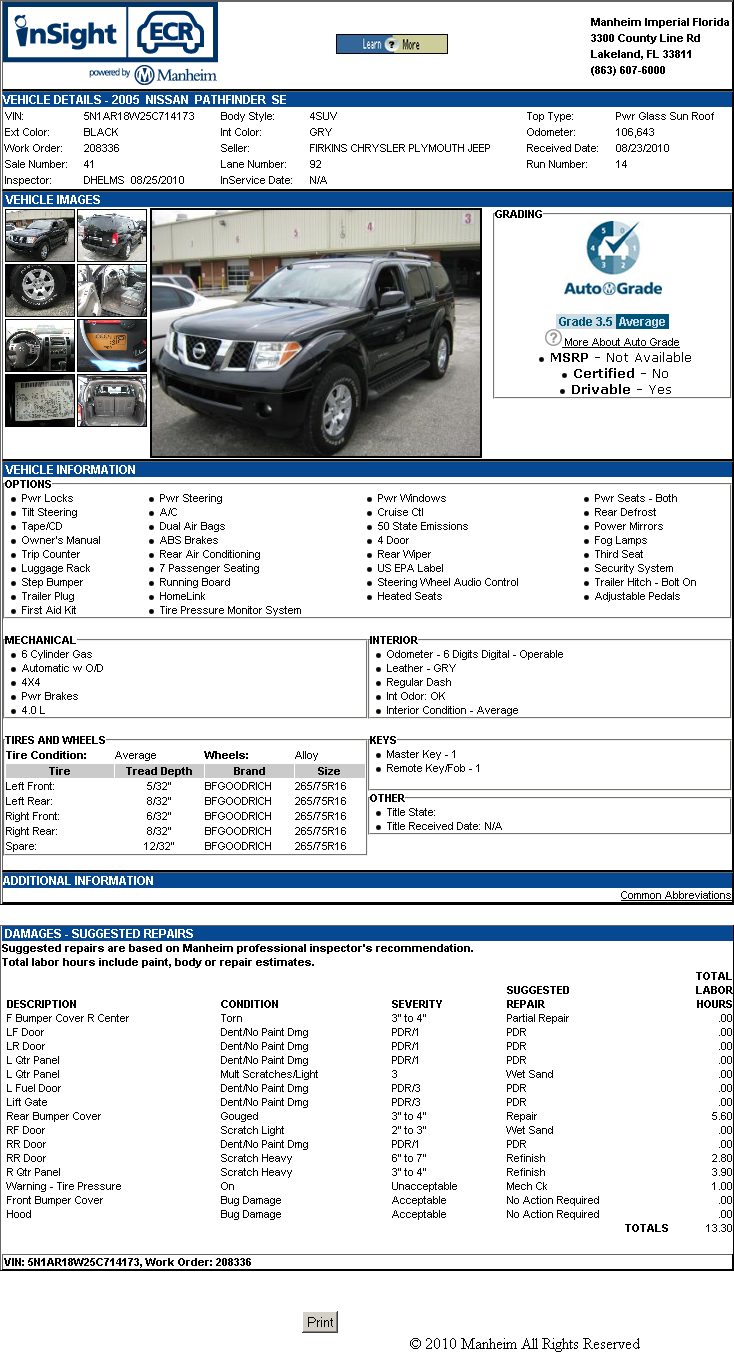 inSight ECR
powered by Manheim
Learn ? More
Manheim Imperial Florida
3300 County Line Rd
Lakeland, FL 33811
(863) 607-6000
VEHICLE DETAILS - 2005 NISSAN PATHFINDER SE
VIN: 5N1AR18W25C714173 Body Style: 4SUV Top Type: Pwr Glass Sun Roof
Ext Color: BLACK Int Color: GRY Odometer: 106,643
Work Order: 208336 Seller: FIRKINS CHRYSLER PLYMOUTH JEEP Received Date: 08/23/2010
Sale Number: 41 Lane Number: 92 Run Number: 14
Inspector: DHELMS 08/25/2010 InService Date: N/A
VEHICLE IMAGES
3
4
5
GRADING
5 0
4 1
3 2
AutoGrade
Grade 3.5 Average
? More About Auto Grade
• MSRP - Not Available
• Certified - No
• Drivable - Yes
VEHICLE INFORMATION
OPTIONS
• Pwr Locks • Pwr Steering • Pwr Windows • Pwr Seats - Both
• Tilt Steering • A/C • Cruise Ctl • Rear Defrost
• Tape/CD • Dual Air Bags • 50 State Emissions • Power Mirrors
• Owner's Manual • ABS Brakes • 4 Door • Fog Lamps
• Trip Counter • Rear Air Conditioning • Rear Wiper • Third Seat
• Luggage Rack • 7 Passenger Seating • US EPA Label • Security System
• Step Bumper • Running Board • Steering Wheel Audio Control • Trailer Hitch - Bolt On
• Trailer Plug • HomeLink • Heated Seats • Adjustable Pedals
• First Aid Kit • Tire Pressure Monitor System
MECHANICAL
• 6 Cylinder Gas
• Automatic w O/D
• 4X4
• Pwr Brakes
• 4.0 L
INTERIOR
• Odometer - 6 Digits Digital - Operable
• Leather - GRY
• Regular Dash
• Int Odor: OK
• Interior Condition - Average
TIRES AND WHEELS
Tire Condition: Average Wheels: Alloy
Tire Tread Depth Brand Size
Left Front: 5/32" BFGOODRICH 265/75R16
Left Rear: 8/32" BFGOODRICH 265/75R16
Right Front: 6/32" BFGOODRICH 265/75R16
Right Rear: 8/32" BFGOODRICH 265/75R16
Spare: 12/32" BFGOODRICH 265/75R16
KEYS
• Master Key - 1
• Remote Key/Fob - 1
OTHER
• Title State:
• Title Received Date: N/A
ADDITIONAL INFORMATION
Common Abbreviations
DAMAGES - SUGGESTED REPAIRS
Suggested repairs are based on Manheim professional inspector's recommendation.
Total labor hours include paint, body or repair estimates.
DESCRIPTION CONDITION SEVERITY SUGGESTED REPAIR TOTAL LABOR HOURS
F Bumper Cover R Center Torn 3" to 4" Partial Repair .00
LF Door Dent/No Paint Dmg PDR/1 PDR .00
LR Door Dent/No Paint Dmg PDR/1 PDR .00
L Qtr Panel Dent/No Paint Dmg PDR/1 PDR .00
L Qtr Panel Mult Scratches/Light 3 Wet Sand .00
L Fuel Door Dent/No Paint Dmg PDR/3 PDR .00
Lift Gate Dent/No Paint Dmg PDR/3 PDR .00
Rear Bumper Cover Gouged 3" to 4" Repair 5.60
RF Door Scratch Light 2" to 3" Wet Sand .00
RR Door Dent/No Paint Dmg PDR/1 PDR .00
RR Door Scratch Heavy 6" to 7" Refinish 2.80
R Qtr Panel Scratch Heavy 3" to 4" Refinish 3.90
Warning - Tire Pressure On Unacceptable Mech Ck 1.00
Front Bumper Cover Bug Damage Acceptable No Action Required .00
Hood Bug Damage Acceptable No Action Required .00
TOTALS 13.30
VIN: 5N1AR18W25C714173, Work Order: 208336
Print
© 2010 Manheim All Rights Reserved